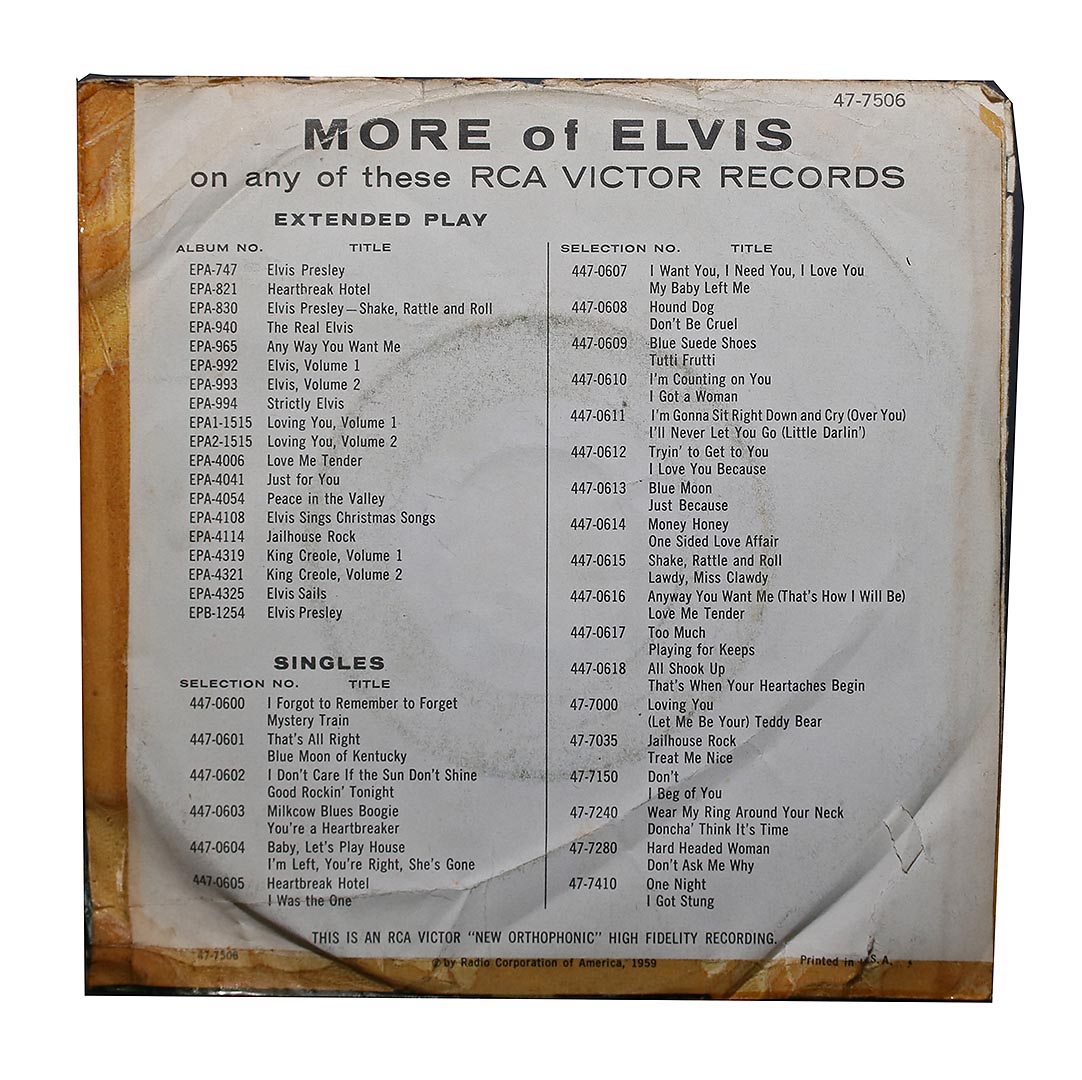 47-7506
MORE of ELVIS
on any of these RCA VICTOR RECORDS
EXTENDED PLAY
ALBUM NO. TITLE
EPA-747 Elvis Presley
EPA-821 Heartbreak Hotel
EPA-830 Elvis Presley—Shake, Rattle and Roll
EPA-940 The Real Elvis
EPA-965 Any Way You Want Me
EPA-992 Elvis, Volume 1
EPA-993 Elvis, Volume 2
EPA-994 Strictly Elvis
EPA1-1515 Loving You, Volume 1
EPA2-1515 Loving You, Volume 2
EPA-4006 Love Me Tender
EPA-4041 Just for You
EPA-4054 Peace in the Valley
EPA-4108 Elvis Sings Christmas Songs
EPA-4114 Jailhouse Rock
EPA-4319 King Creole, Volume 1
EPA-4321 King Creole, Volume 2
EPA-4325 Elvis Sails
EPB-1254 Elvis Presley
SINGLES
SELECTION NO. TITLE
447-0600 I Forgot to Remember to Forget
Mystery Train
447-0601 That's All Right
Blue Moon of Kentucky
447-0602 I Don't Care If the Sun Don't Shine
Good Rockin' Tonight
447-0603 Milkcow Blues Boogie
You're a Heartbreaker
447-0604 Baby, Let's Play House
I'm Left, You're Right, She's Gone
447-0605 Heartbreak Hotel
I Was the One
SELECTION NO. TITLE
447-0607 I Want You, I Need You, I Love You
My Baby Left Me
447-0608 Hound Dog
Don't Be Cruel
447-0609 Blue Suede Shoes
Tutti Frutti
447-0610 I'm Counting on You
I Got a Woman
447-0611 I'm Gonna Sit Right Down and Cry (Over You)
I'll Never Let You Go (Little Darlin')
447-0612 Tryin' to Get to You
I Love You Because
447-0613 Blue Moon
Just Because
447-0614 Money Honey
One Sided Love Affair
447-0615 Shake, Rattle and Roll
Lawdy, Miss Clawdy
447-0616 Anyway You Want Me (That's How I Will Be)
Love Me Tender
447-0617 Too Much
Playing for Keeps
447-0618 All Shook Up
That's When Your Heartaches Begin
47-7000 Loving You
(Let Me Be Your) Teddy Bear
47-7035 Jailhouse Rock
Treat Me Nice
47-7150 Don't
I Beg of You
47-7240 Wear My Ring Around Your Neck
Doncha' Think It's Time
47-7280 Hard Headed Woman
Don't Ask Me Why
47-7410 One Night
I Got Stung
THIS IS AN RCA VICTOR "NEW ORTHOPHONIC" HIGH FIDELITY RECORDING.
47-7506 © by Radio Corporation of America, 1959 Printed in U.S.A.